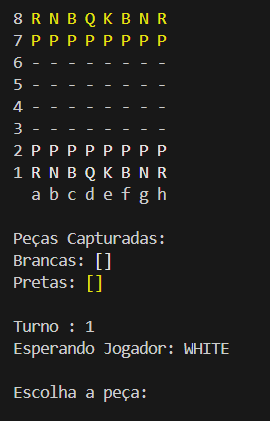 8 R N B Q K B N R
7 P P P P P P P P
6 - - - - - - - -
5 - - - - - - - -
4 - - - - - - - -
3 - - - - - - - -
2 P P P P P P P P
1 R N B Q K B N R
a b c d e f g h
Peças Capturadas:
Brancas: []
Pretas: []
Turno : 1
Esperando Jogador: WHITE
Escolha a peça: